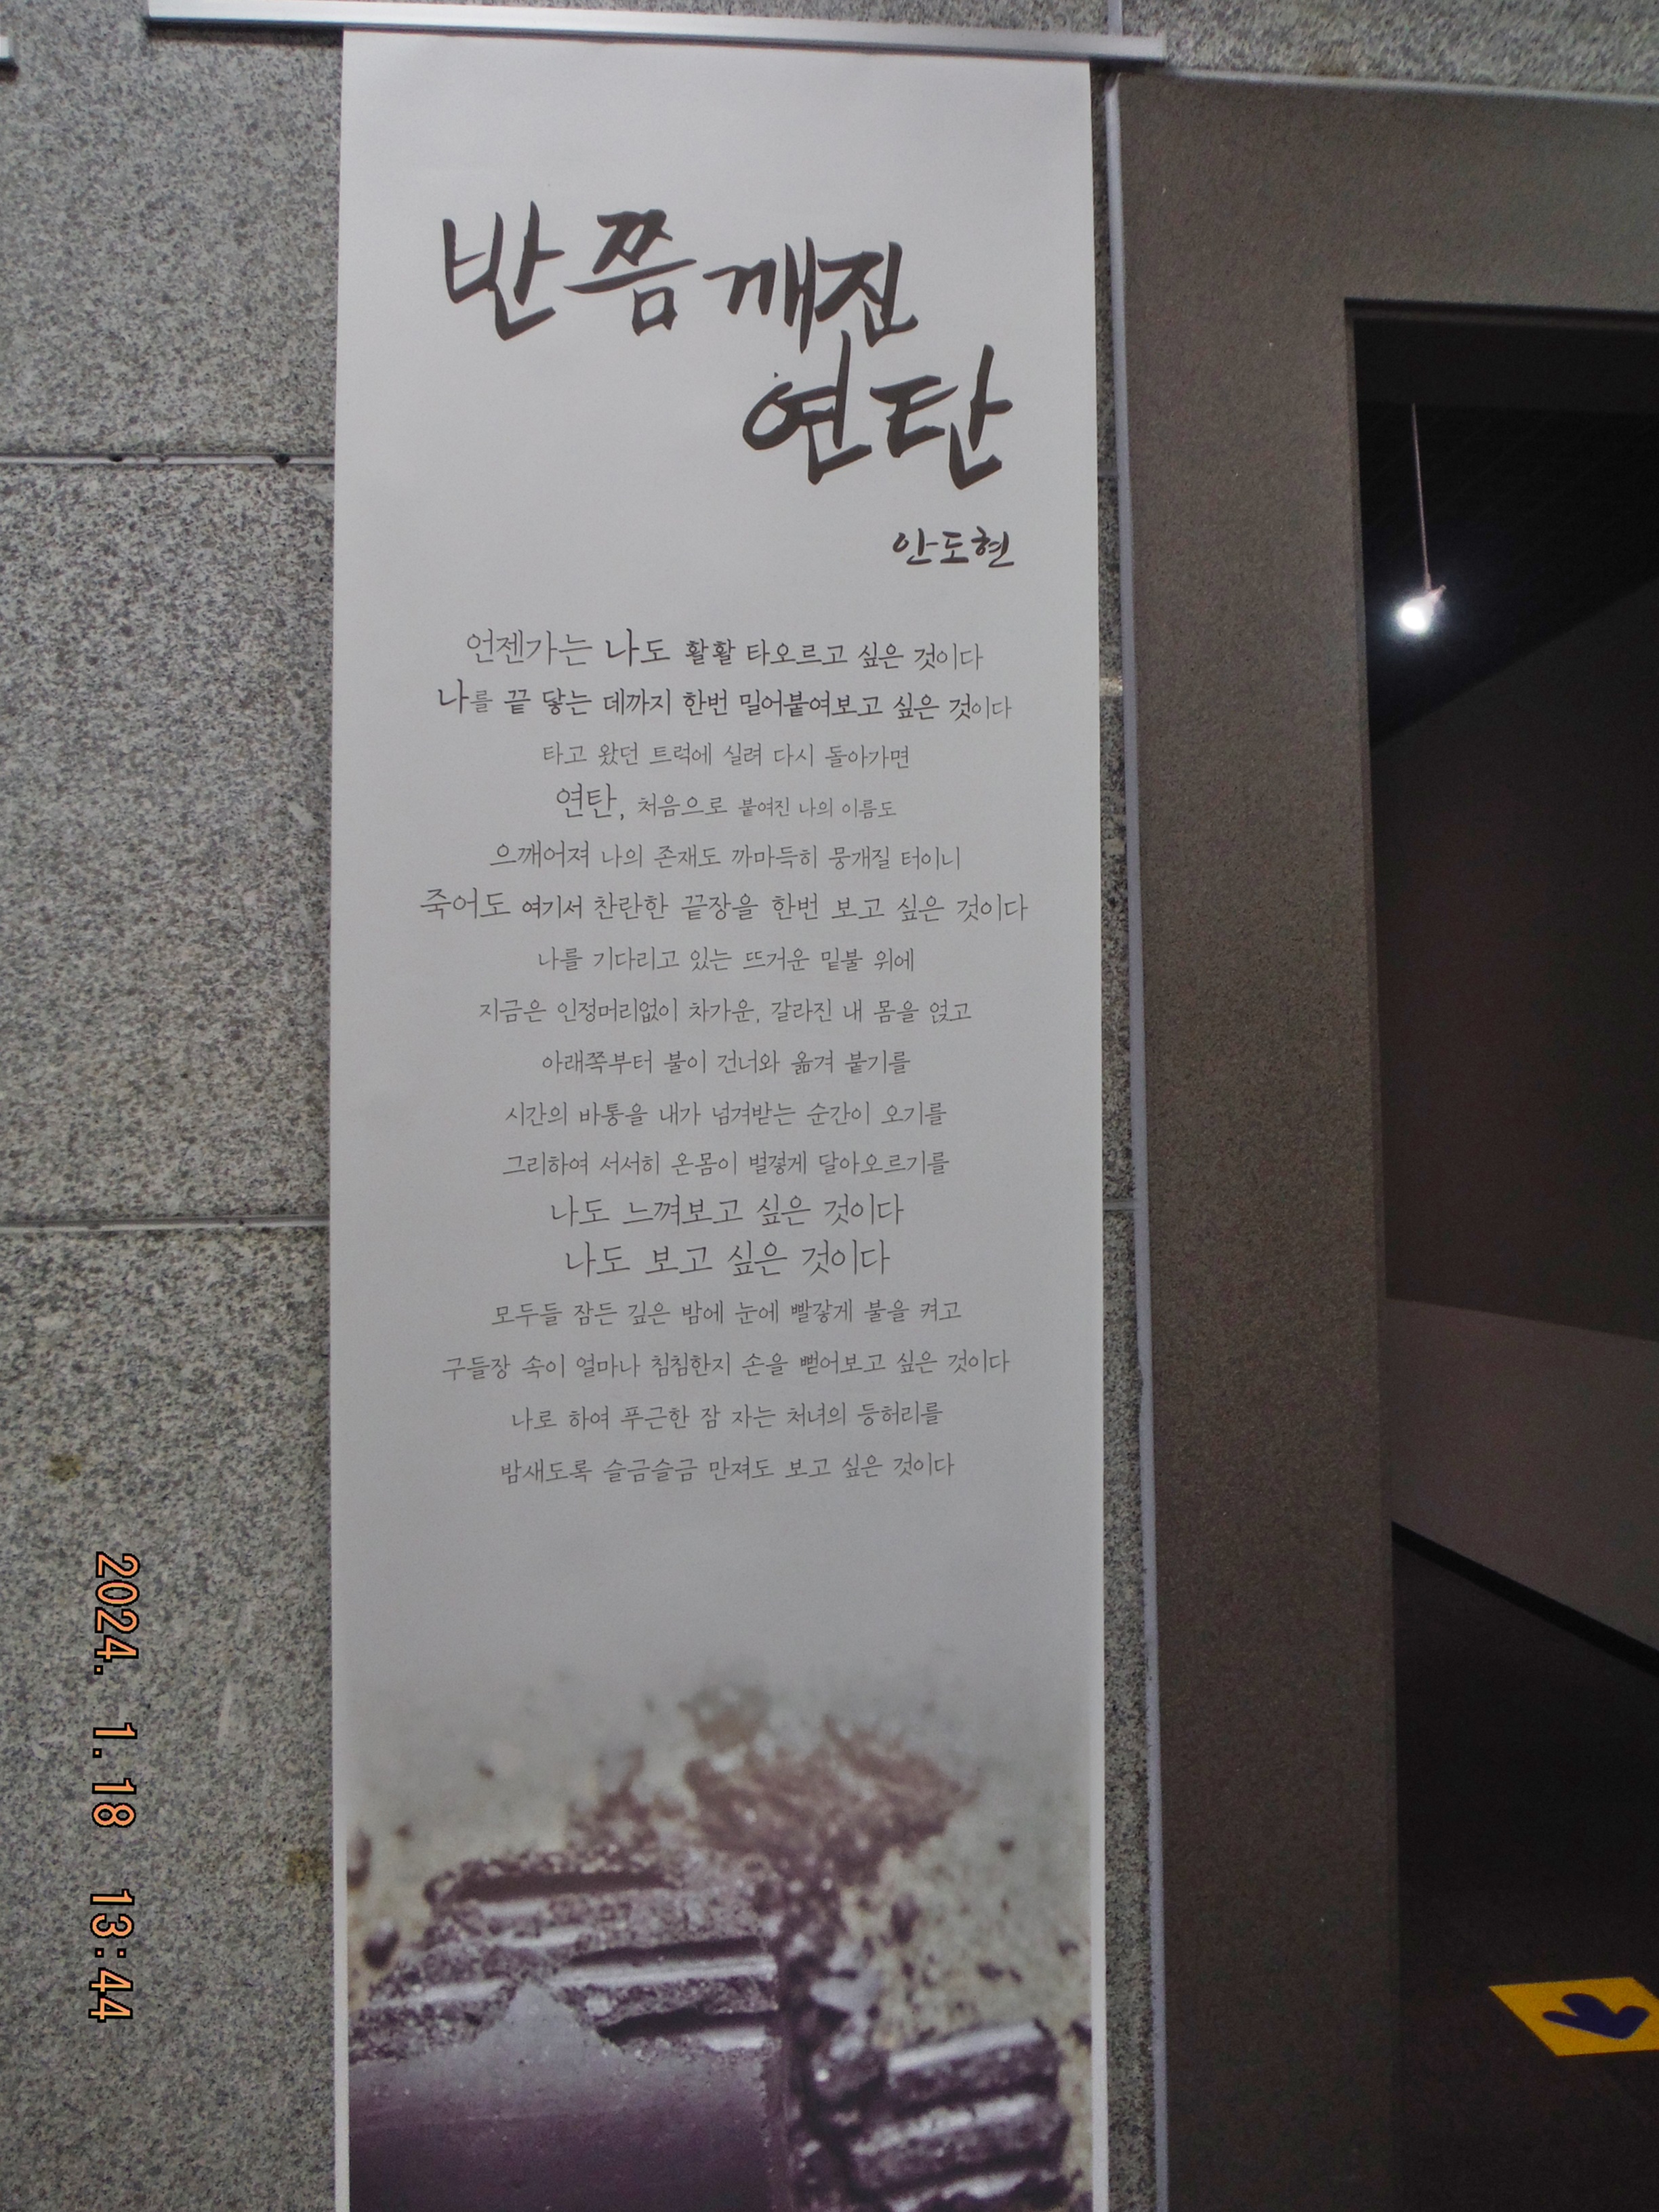 반쯤 깨진
연탄
안도현
언젠가는 나도 활활 타오르고 싶은 것이다
나를 끝 닿는 데까지 한번 밀어붙여보고 싶은 것이다
타고 왔던 트럭에 실려 다시 돌아가면
연탄, 처음으로 붙여진 나의 이름도
으깨어져 나의 존재도 까마득히 뭉개질 터이니
죽어도 여기서 찬란한 끝장을 한번 보고 싶은 것이다
나를 기다리고 있는 뜨거운 밑불 위에
지금은 인정머리없이 차가운, 갈라진 내 몸을 얹고
아래쪽부터 불이 건너와 옮겨 붙기를
시간의 바통을 내가 넘겨받는 순간이 오기를
그리하여 서서히 온몸이 벌겋게 달아오르기를
나도 느껴보고 싶은 것이다
나도 보고 싶은 것이다
모두들 잠든 깊은 밤에 눈에 빨갛게 불을 켜고
구들장 속이 얼마나 침침한지 손을 뻗어보고 싶은 것이다
나로 하여 푸근한 잠 자는 처녀의 등허리를
밤새도록 슬금슬금 만져도 보고 싶은 것이다
2024. 1. 18 13:44